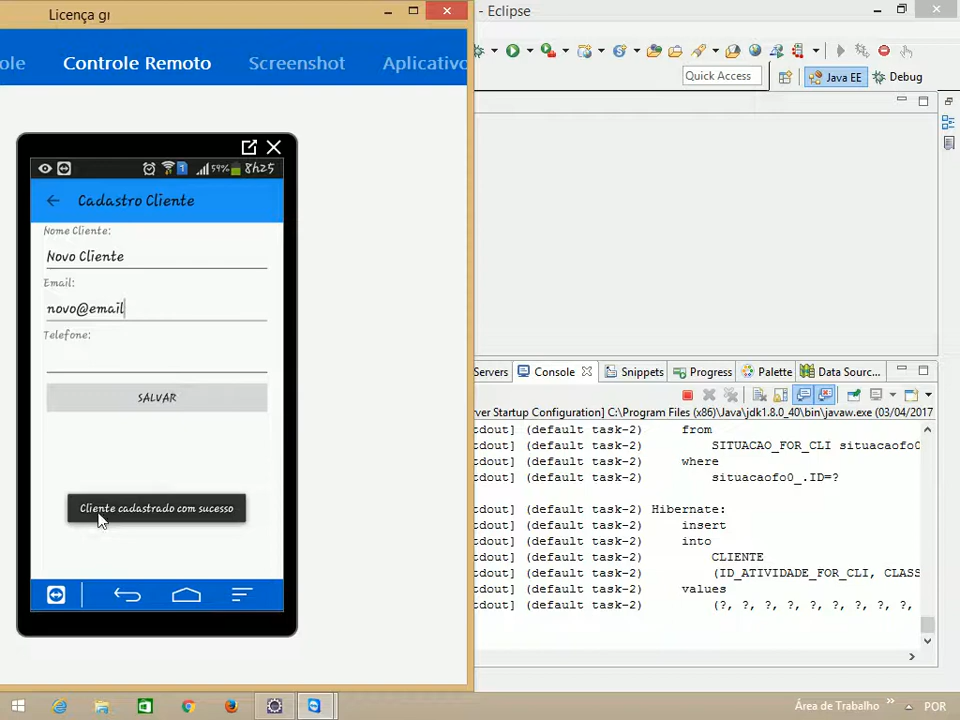 Licença gr
- Eclipse
ole Controle Remoto Screenshot Aplicativo
Quick Access
Java EE
Debug
59% 8h25
Cadastro Cliente
Nome Cliente:
Novo Cliente
Email:
novo@email
Telefone:
SALVAR
Cliente cadastrado com sucesso
Servers Console Snippets Progress Palette Data Sourc...
ver Startup Configuration] C:\Program Files (x86)\Java\jdk1.8.0_40\bin\javaw.exe (03/04/2017
tdout] (default task-2) from
tdout] (default task-2) SITUACAO_FOR_CLI situacaofo0
tdout] (default task-2) where
tdout] (default task-2) situacaofo0_.ID=?
tdout] (default task-2) Hibernate:
tdout] (default task-2) insert
tdout] (default task-2) into
tdout] (default task-2) CLIENTE
tdout] (default task-2) (ID_ATIVIDADE_FOR_CLI, CLASS
tdout] (default task-2) values
tdout] (default task-2) (?, ?, ?, ?, ?, ?, ?, ?,
Área de Trabalho
POR